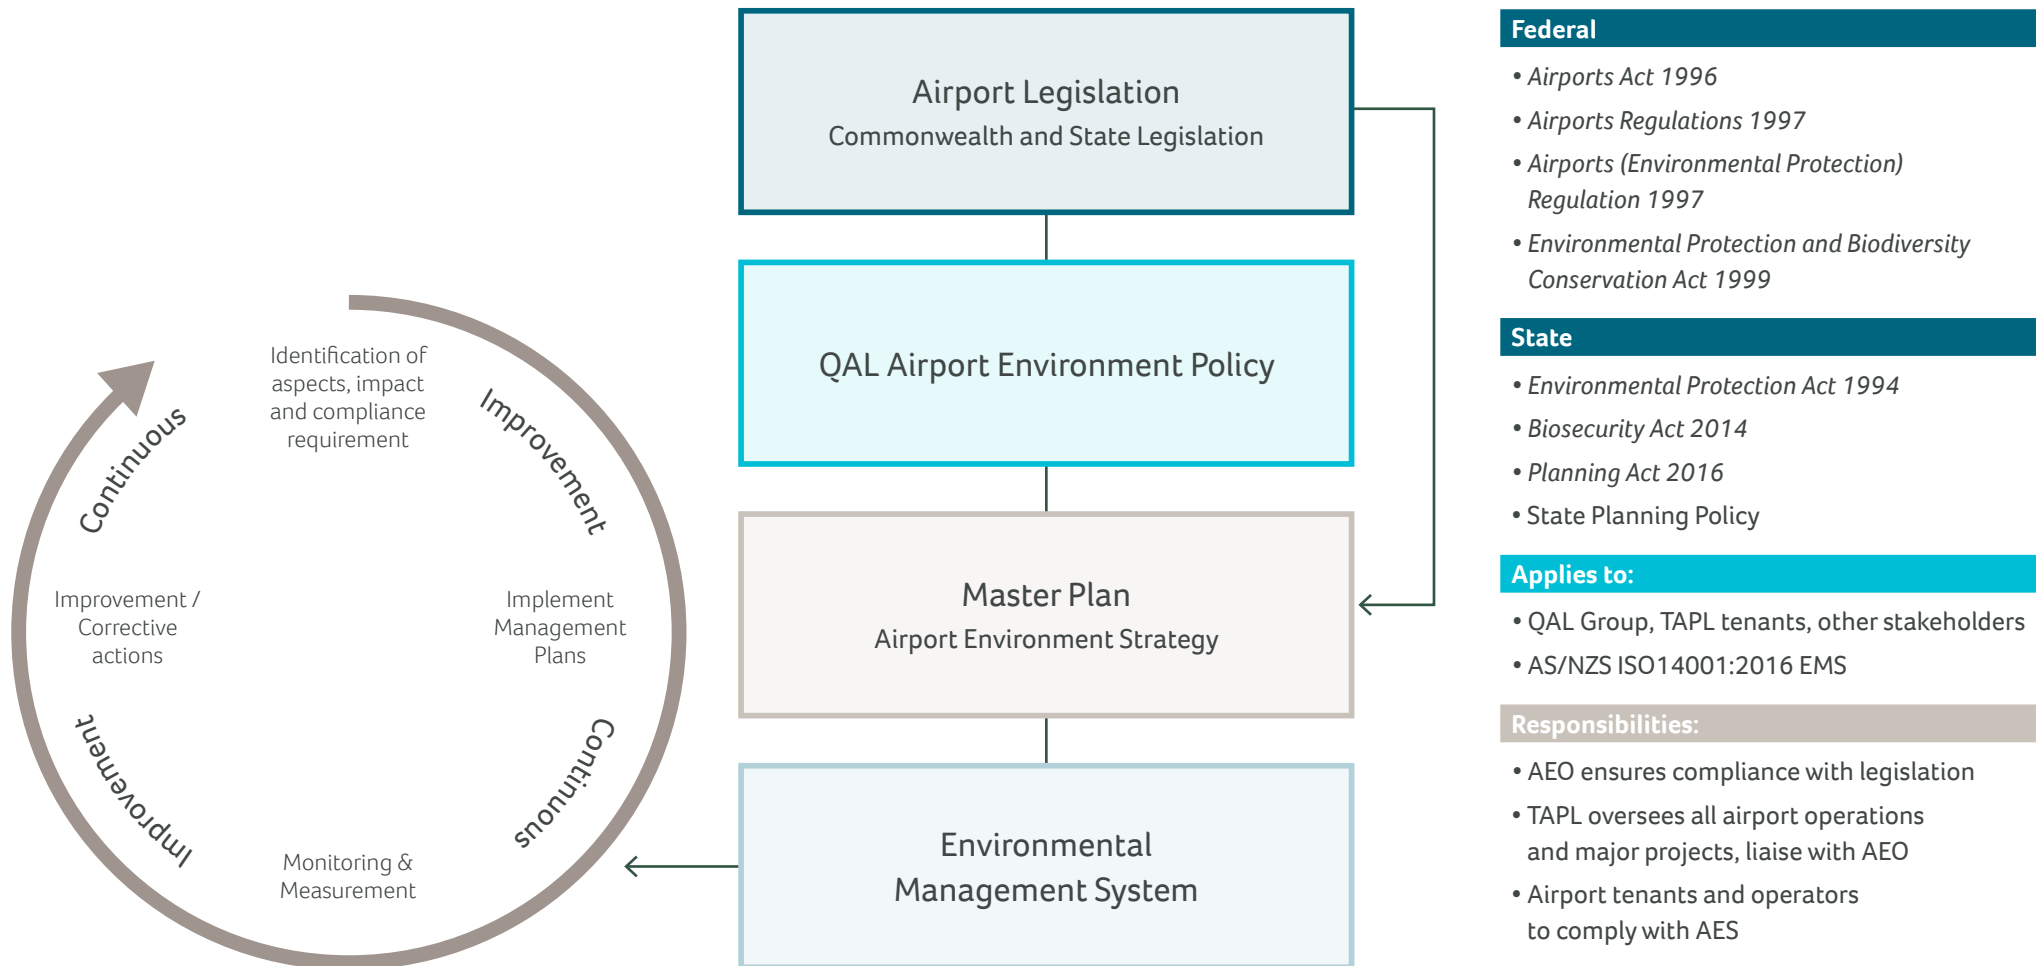 Airport Legislation
Commonwealth and State Legislation
QAL Airport Environment Policy
Master Plan
Airport Environment Strategy
Environmental
Management System
Identification of
aspects, impact
and compliance
requirement
Improvement
Implement
Management
Plans
Continuous
Monitoring &
Measurement
Improvement
Improvement /
Corrective
actions
Continuous
Federal
• Airports Act 1996
• Airports Regulations 1997
• Airports (Environmental Protection)
Regulation 1997
• Environmental Protection and Biodiversity
Conservation Act 1999
State
• Environmental Protection Act 1994
• Biosecurity Act 2014
• Planning Act 2016
• State Planning Policy
Applies to:
• QAL Group, TAPL tenants, other stakeholders
• AS/NZS ISO14001:2016 EMS
Responsibilities:
• AEO ensures compliance with legislation
• TAPL oversees all airport operations
and major projects, liaise with AEO
• Airport tenants and operators
to comply with AES